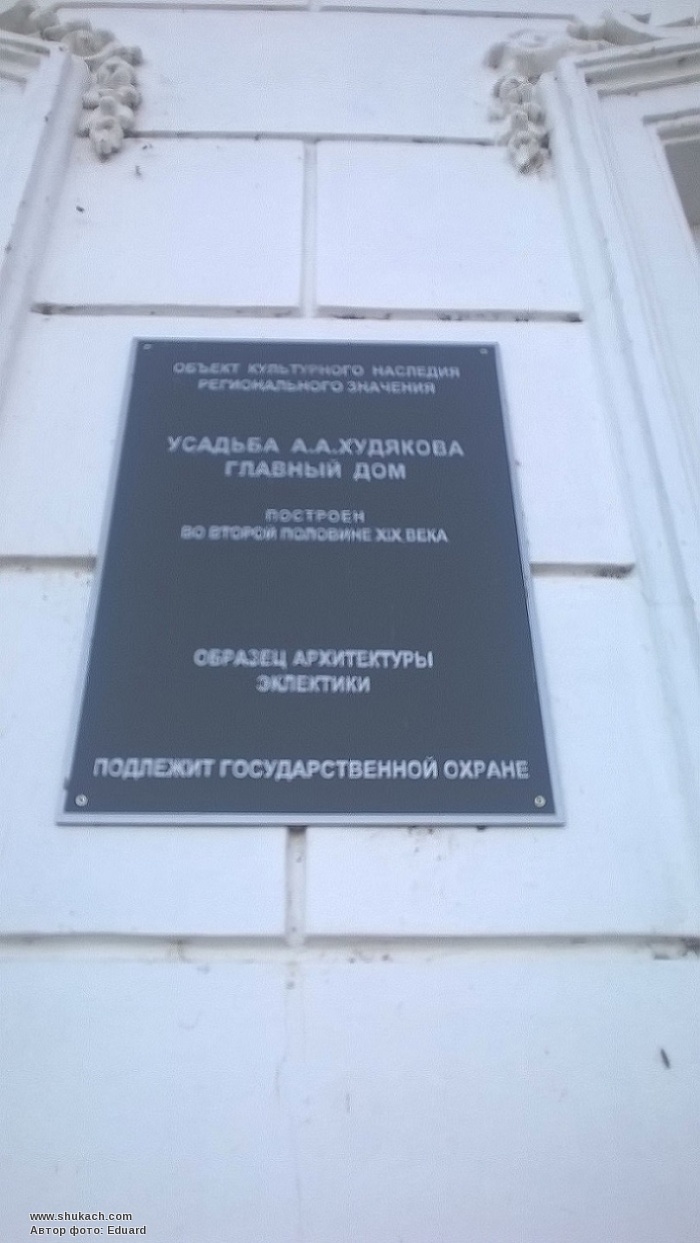 ОБЪЕКТ КУЛЬТУРНОГО НАСЛЕДИЯ
РЕГИОНАЛЬНОГО ЗНАЧЕНИЯ
УСАДЬБА А.А.ХУДЯКОВА
ГЛАВНЫЙ ДОМ
ПОСТРОЕН
ВО ВТОРОЙ ПОЛОВИНЕ XIX ВЕКА
ОБРАЗЕЦ АРХИТЕКТУРЫ
ЭКЛЕКТИКИ
ПОДЛЕЖИТ ГОСУДАРСТВЕННОЙ ОХРАНЕ
www.shukach.com
Автор фото: Eduard